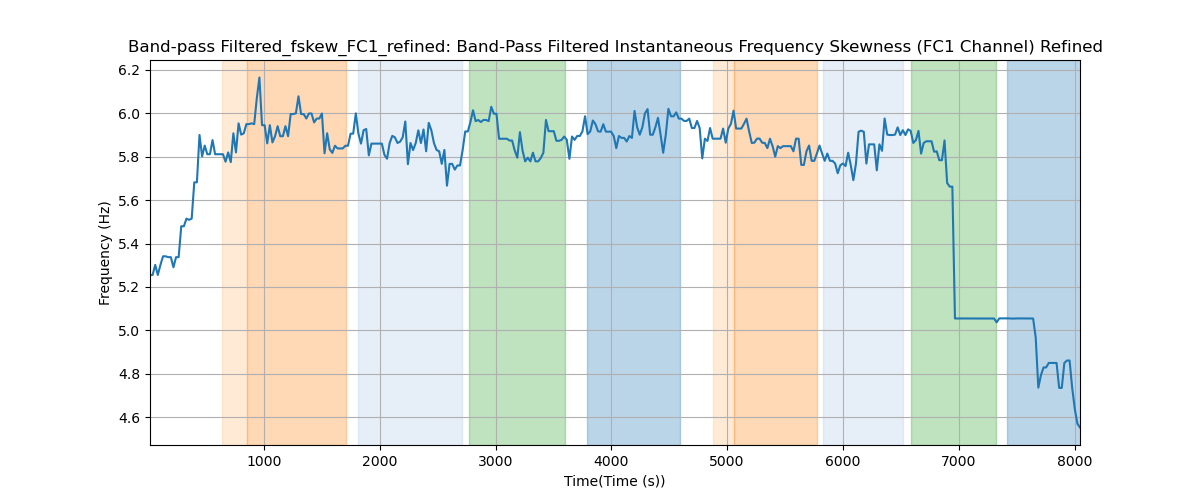 Band-pass Filtered_fskew_FC1_refined: Band-Pass Filtered Instantaneous Frequency Skewness (FC1 Channel) Refined
6.2
6.0
5.8
5.6
5.4
5.2
5.0
4.8
4.6
Frequency (Hz)
1000 2000 3000 4000 5000 6000 7000 8000
Time(Time (s))